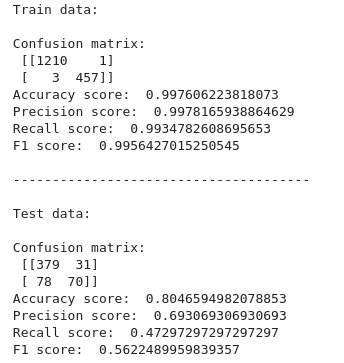 Train data:
Confusion matrix:
[[1210    1]
[   3  457]]
Accuracy score:  0.997606223818073
Precision score:  0.9978165938864629
Recall score:  0.9934782608695653
F1 score:  0.9956427015250545
--------------------------------------
Test data:
Confusion matrix:
[[379  31]
[ 78  70]]
Accuracy score:  0.8046594982078853
Precision score:  0.693069306930693
Recall score:  0.47297297297297297
F1 score:  0.5622489959839357